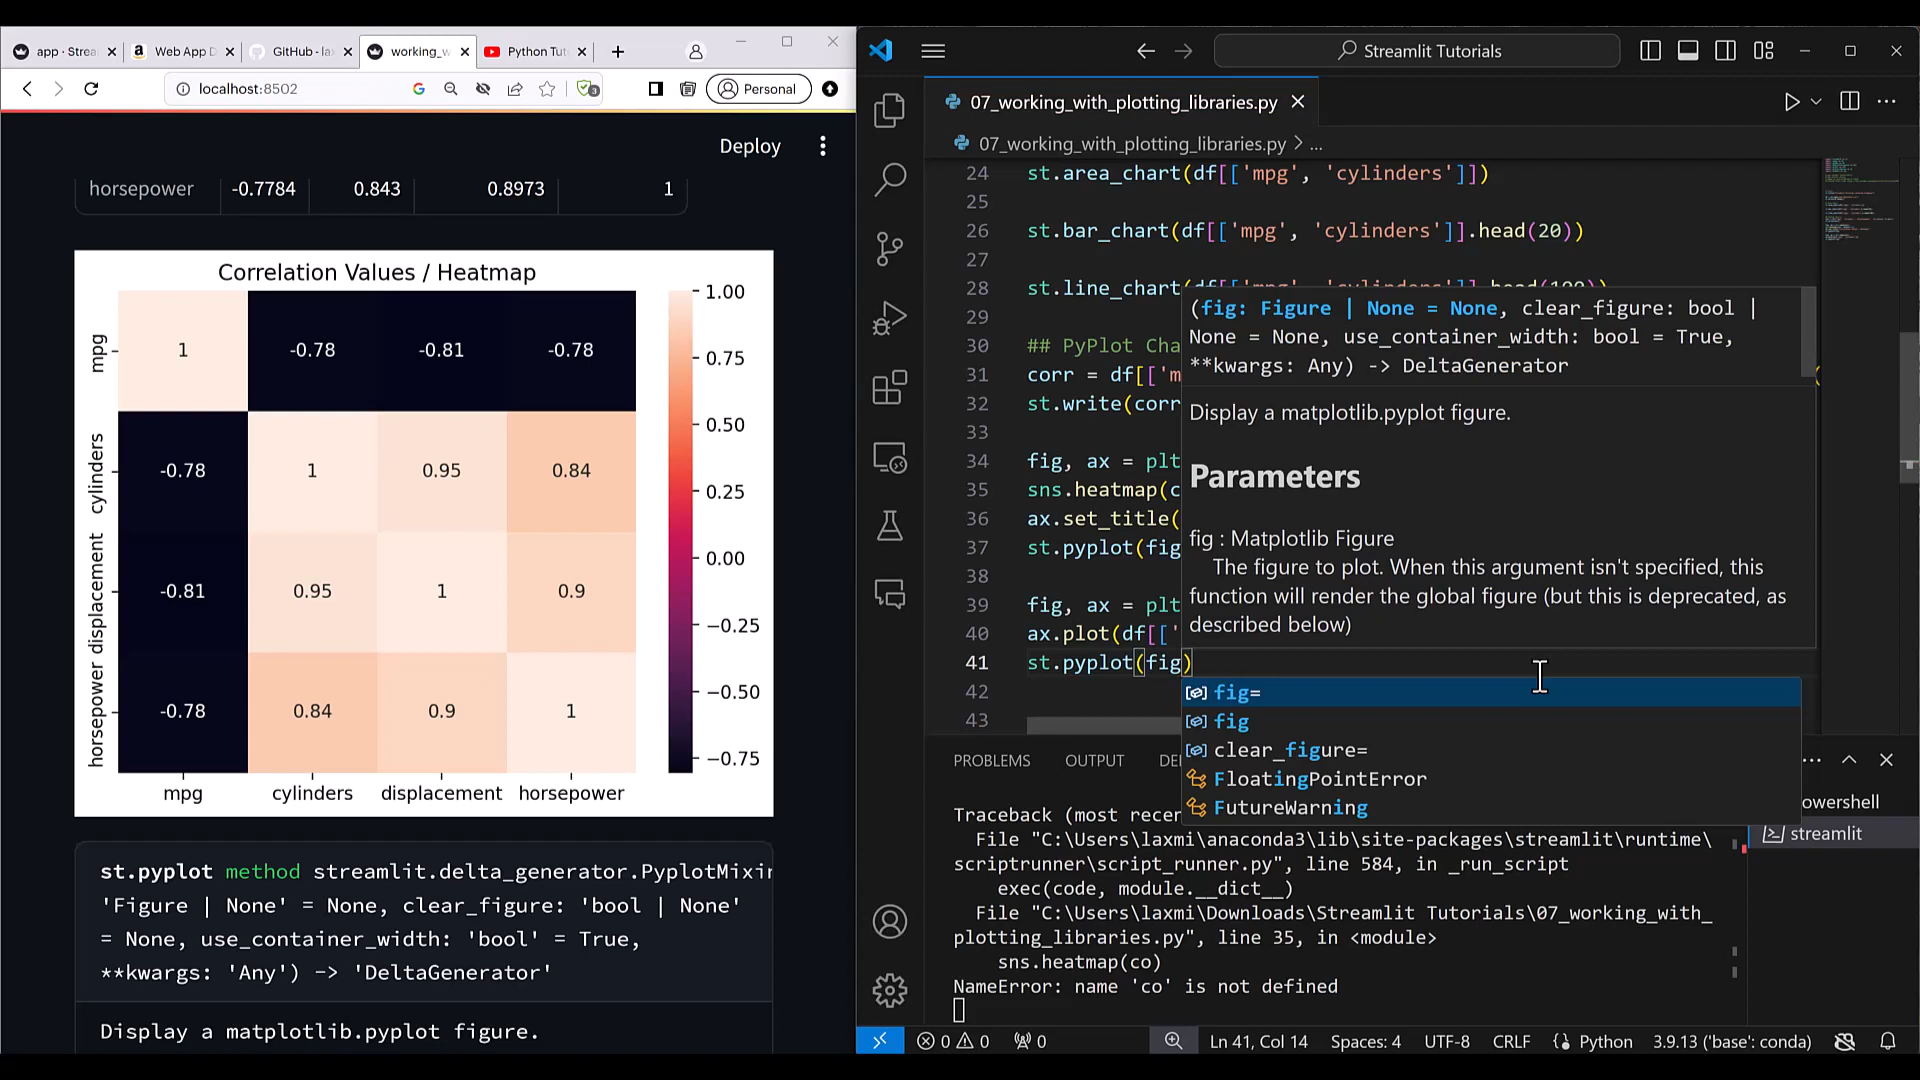 app · Strea
Web App D
GitHub - la
working_w
Python Tut
localhost:8502
3
Personal
Deploy
horsepower -0.7784 0.843 0.8973 1
Correlation Values / Heatmap
mpg 1 -0.78 -0.81 -0.78
cylinders -0.78 1 0.95 0.84
displacement -0.81 0.95 1 0.9
horsepower -0.78 0.84 0.9 1
mpg cylinders displacement horsepower
1.00
0.75
0.50
0.25
0.00
−0.25
−0.50
−0.75
st.pyplot method streamlit.delta_generator.PyplotMixin
'Figure | None' = None, clear_figure: 'bool | None'
= None, use_container_width: 'bool' = True,
**kwargs: 'Any') -> 'DeltaGenerator'
Display a matplotlib.pyplot figure.
Streamlit Tutorials
07_working_with_plotting_libraries.py
07_working_with_plotting_libraries.py > ...
24 st.area_chart(df[['mpg', 'cylinders']])
25
26 st.bar_chart(df[['mpg', 'cylinders']].head(20))
27
28 st.line_chart(df[['mpg', 'cylinders']].head(100))
29
30 ## PyPlot Cha
31 corr = df[['m
32 st.write(corr
33
34 fig, ax = plt
35 sns.heatmap(c
36 ax.set_title(
37 st.pyplot(fig
38
39 fig, ax = plt
40 ax.plot(df[['
41 st.pyplot(fig)
42
43
(fig: Figure | None = None, clear_figure: bool |
None = None, use_container_width: bool = True,
**kwargs: Any) -> DeltaGenerator
Display a matplotlib.pyplot figure.
Parameters
fig : Matplotlib Figure
The figure to plot. When this argument isn't specified, this
function will render the global figure (but this is deprecated, as
described below)
fig=
fig
clear_figure=
FloatingPointError
FutureWarning
PROBLEMS OUTPUT DE
owershell
streamlit
Traceback (most recen
File "C:\Users\laxmi\anaconda3\lib\site-packages\streamlit\runtime\
scriptrunner\script_runner.py", line 584, in _run_script
exec(code, module.__dict__)
File "C:\Users\laxmi\Downloads\Streamlit Tutorials\07_working_with_
plotting_libraries.py", line 35, in <module>
sns.heatmap(co)
NameError: name 'co' is not defined
0 0 0 Ln 41, Col 14 Spaces: 4 UTF-8 CRLF Python 3.9.13 ('base': conda)